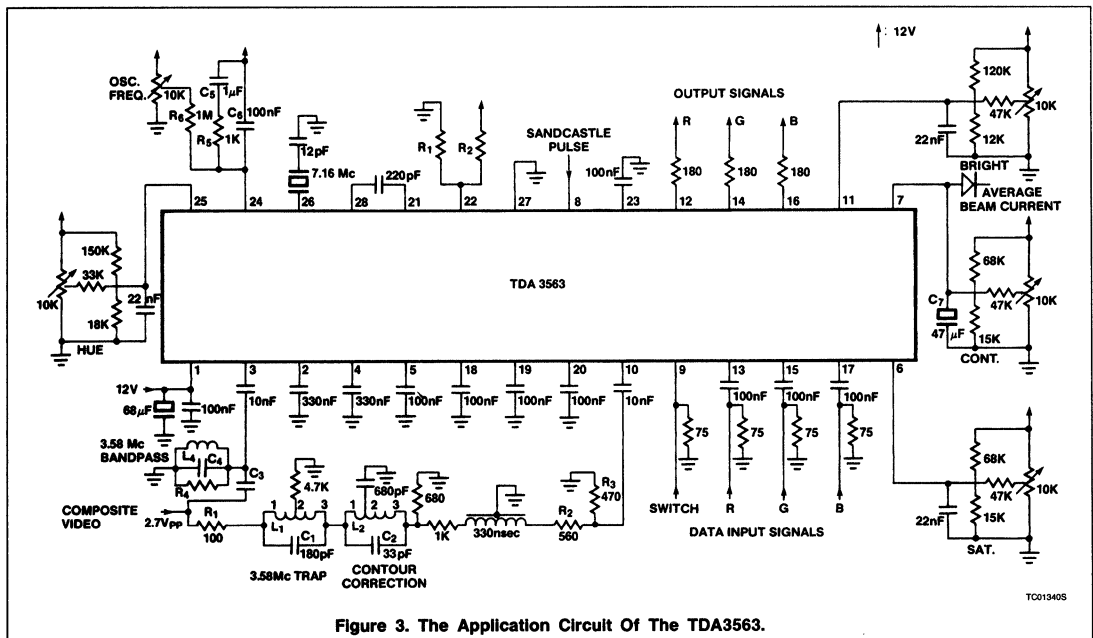 : 12V
OSC.
FREQ.
10K
C5
1µF
R6
1M
R5
1K
C6
100nF
12pF
7.16 Mc
220pF
R1
R2
SANDCASTLE
PULSE
100nF
OUTPUT SIGNALS
R G B
180 180 180
120K
47K
10K
22nF
12K
BRIGHT
AVERAGE
BEAM CURRENT
25 24 26 28 21 22 27 8 23 12 14 16 11 7
TDA 3563
150K
33K
10K
22nF
18K
HUE
68K
47K
10K
C7
47 µF
15K
CONT.
1 3 2 4 5 18 19 20 10 9 13 15 17 6
12V
68µF
100nF
10nF
330nF
330nF
100nF
100nF
100nF
100nF
10nF
100nF
100nF
100nF
75
75
75
75
3.58 Mc
BANDPASS
L4
C4
R4
C3
COMPOSITE
VIDEO
2.7VPP
R1
100
4.7K
1 2 3
L1
C1
180pF
3.58Mc TRAP
680pF
1 2 3
L2
C2
33pF
CONTOUR
CORRECTION
680
1K
330nsec
R2
560
R3
470
SWITCH R G B
DATA INPUT SIGNALS
68K
47K
10K
22nF
15K
SAT.
TC01340S
Figure 3. The Application Circuit Of The TDA3563.